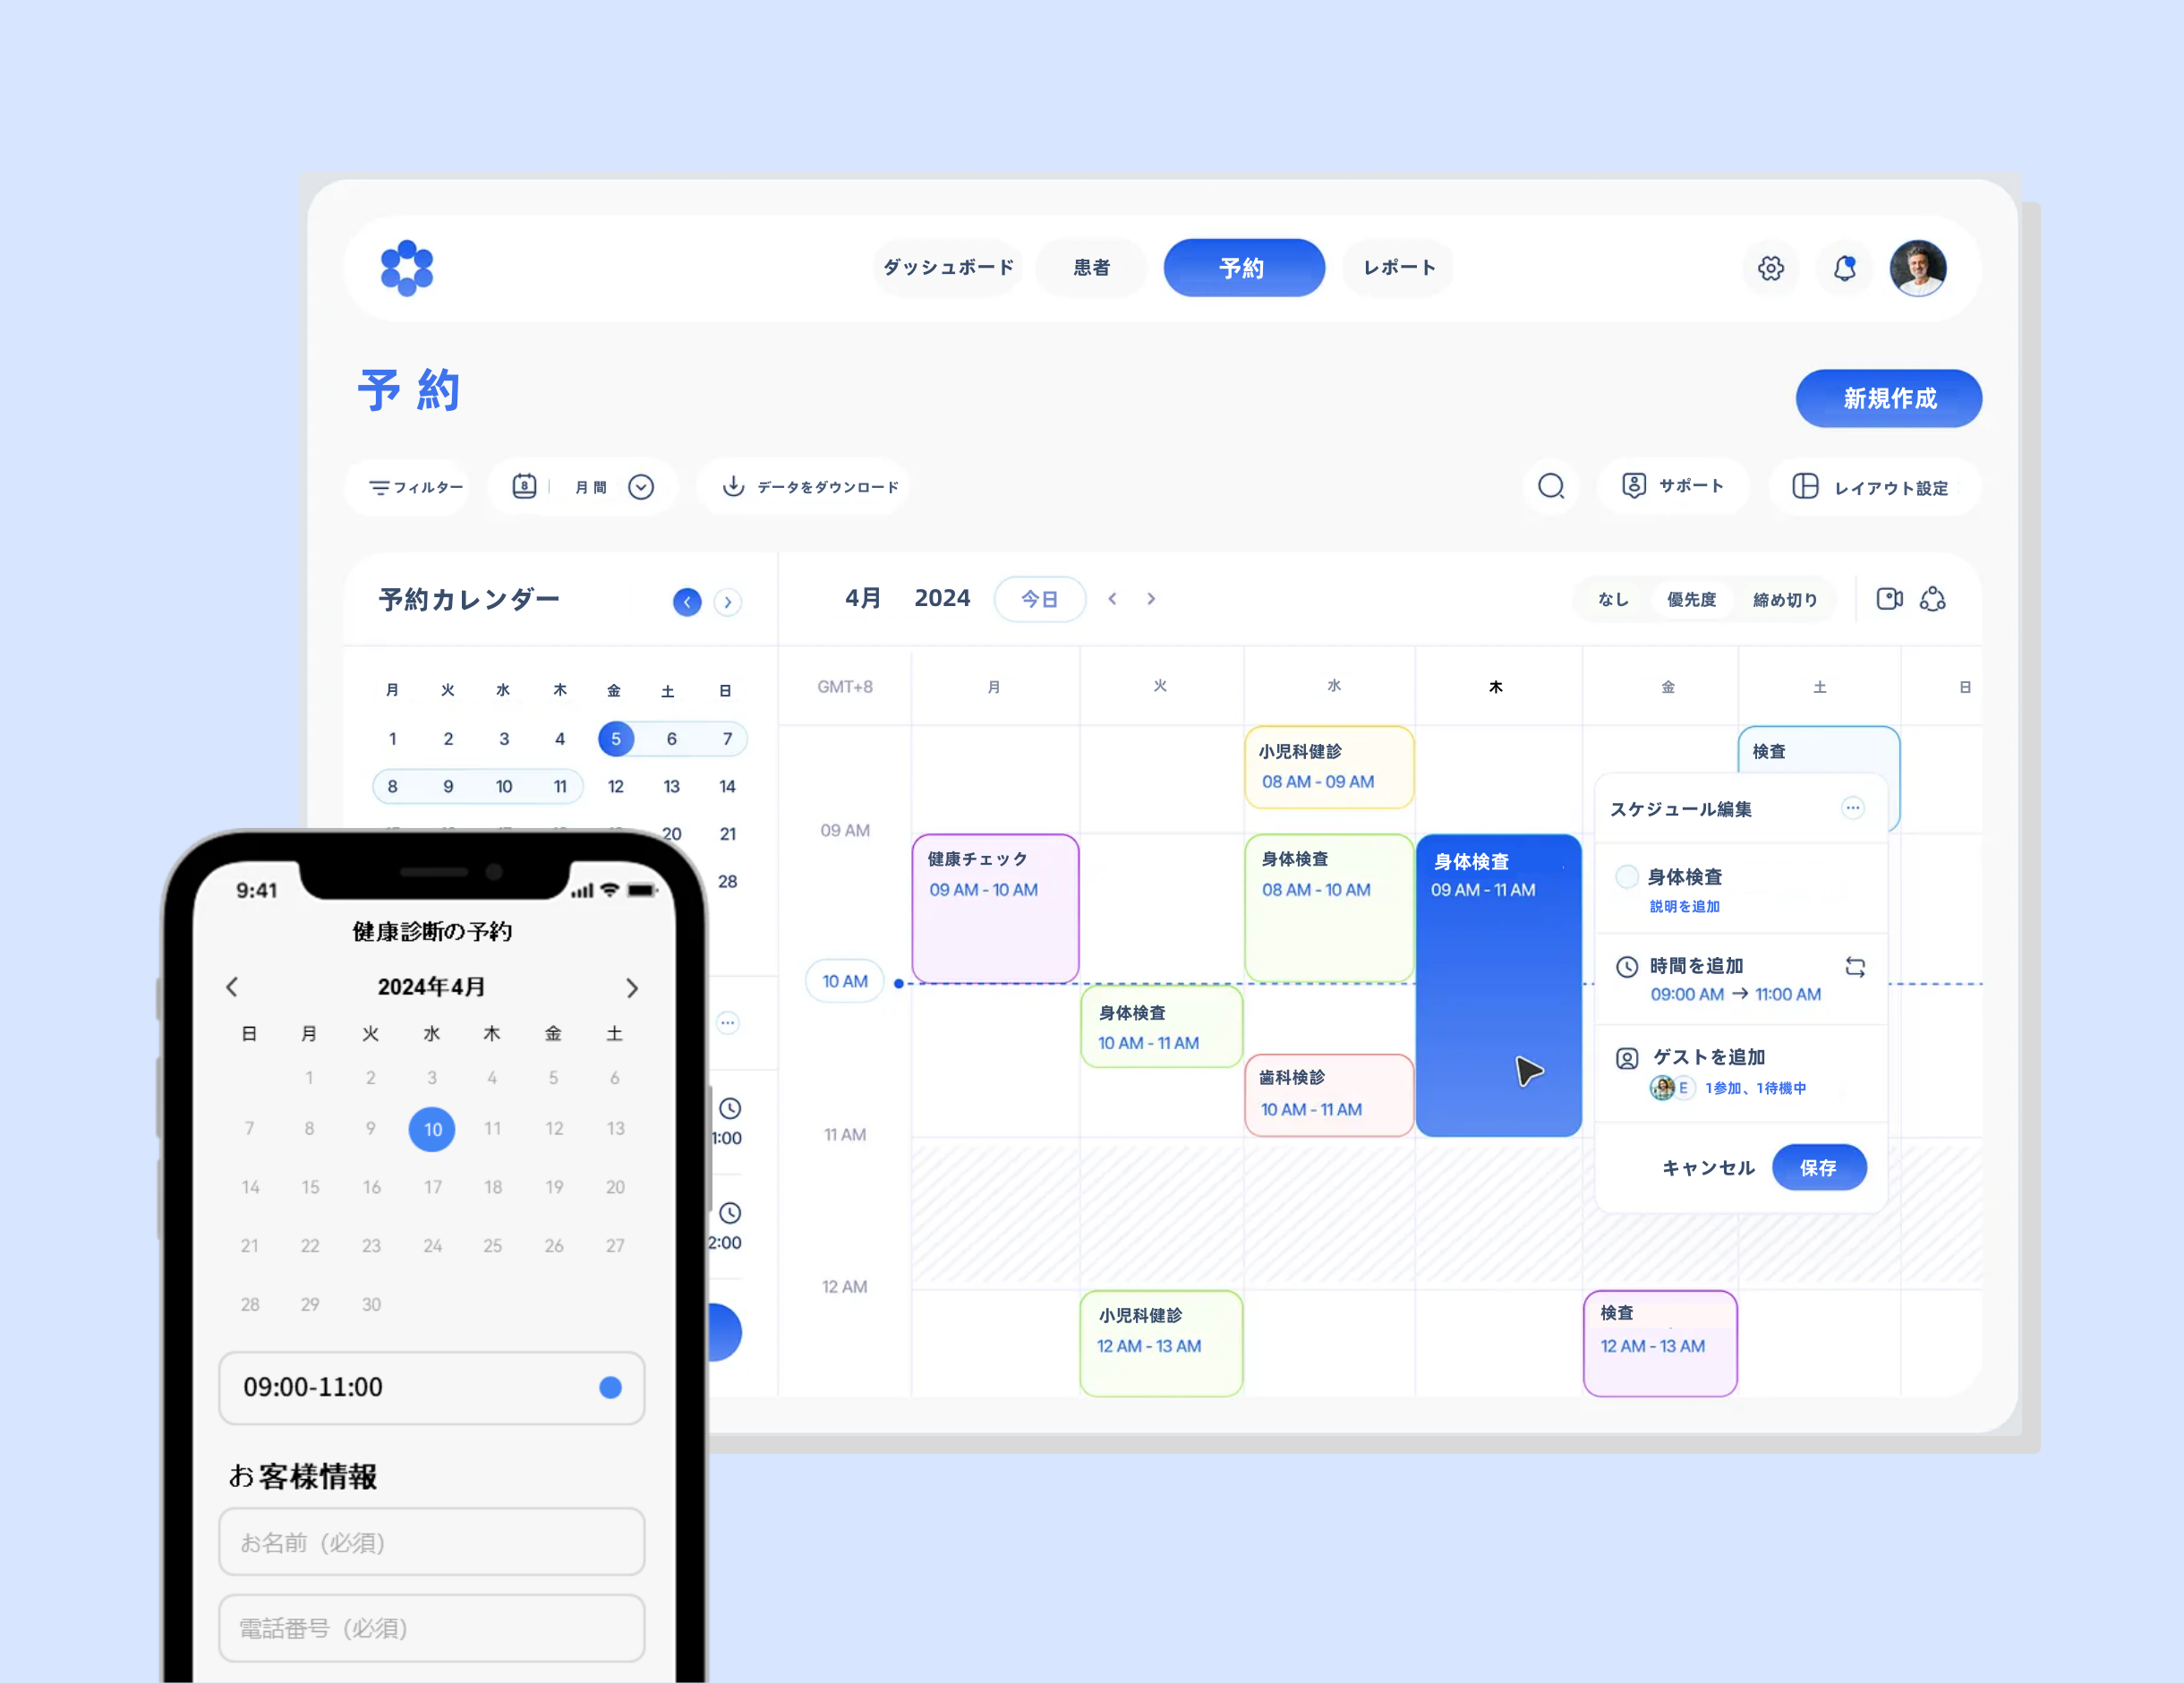 ダッシュボード 患者 予約 レポート
予約
新規作成
フィルター 8 月間 データをダウンロード サポート レイアウト設定
予約カレンダー
月 火 水 木 金 土 日
1 2 3 4 5 6 7
8 9 10 11 12 13 14
20 21
28
1:00
2:00
4月 2024 今日 なし 優先度 締め切り
GMT+8 月 火 水 木 金 土 日
09 AM
10 AM
11 AM
12 AM
小児科健診
08 AM - 09 AM
検査
健康チェック
09 AM - 10 AM
身体検査
08 AM - 10 AM
身体検査
09 AM - 11 AM
身体検査
10 AM - 11 AM
歯科検診
10 AM - 11 AM
小児科健診
12 AM - 13 AM
検査
12 AM - 13 AM
スケジュール編集
身体検査
説明を追加
時間を追加
09:00 AM → 11:00 AM
ゲストを追加
E 1参加、1待機中
キャンセル 保存
9:41
健康診断の予約
2024年4月
日 月 火 水 木 金 土
1 2 3 4 5 6
7 8 9 10 11 12 13
14 15 16 17 18 19 20
21 22 23 24 25 26 27
28 29 30
09:00-11:00
お客様情報
お名前（必須）
電話番号（必須）